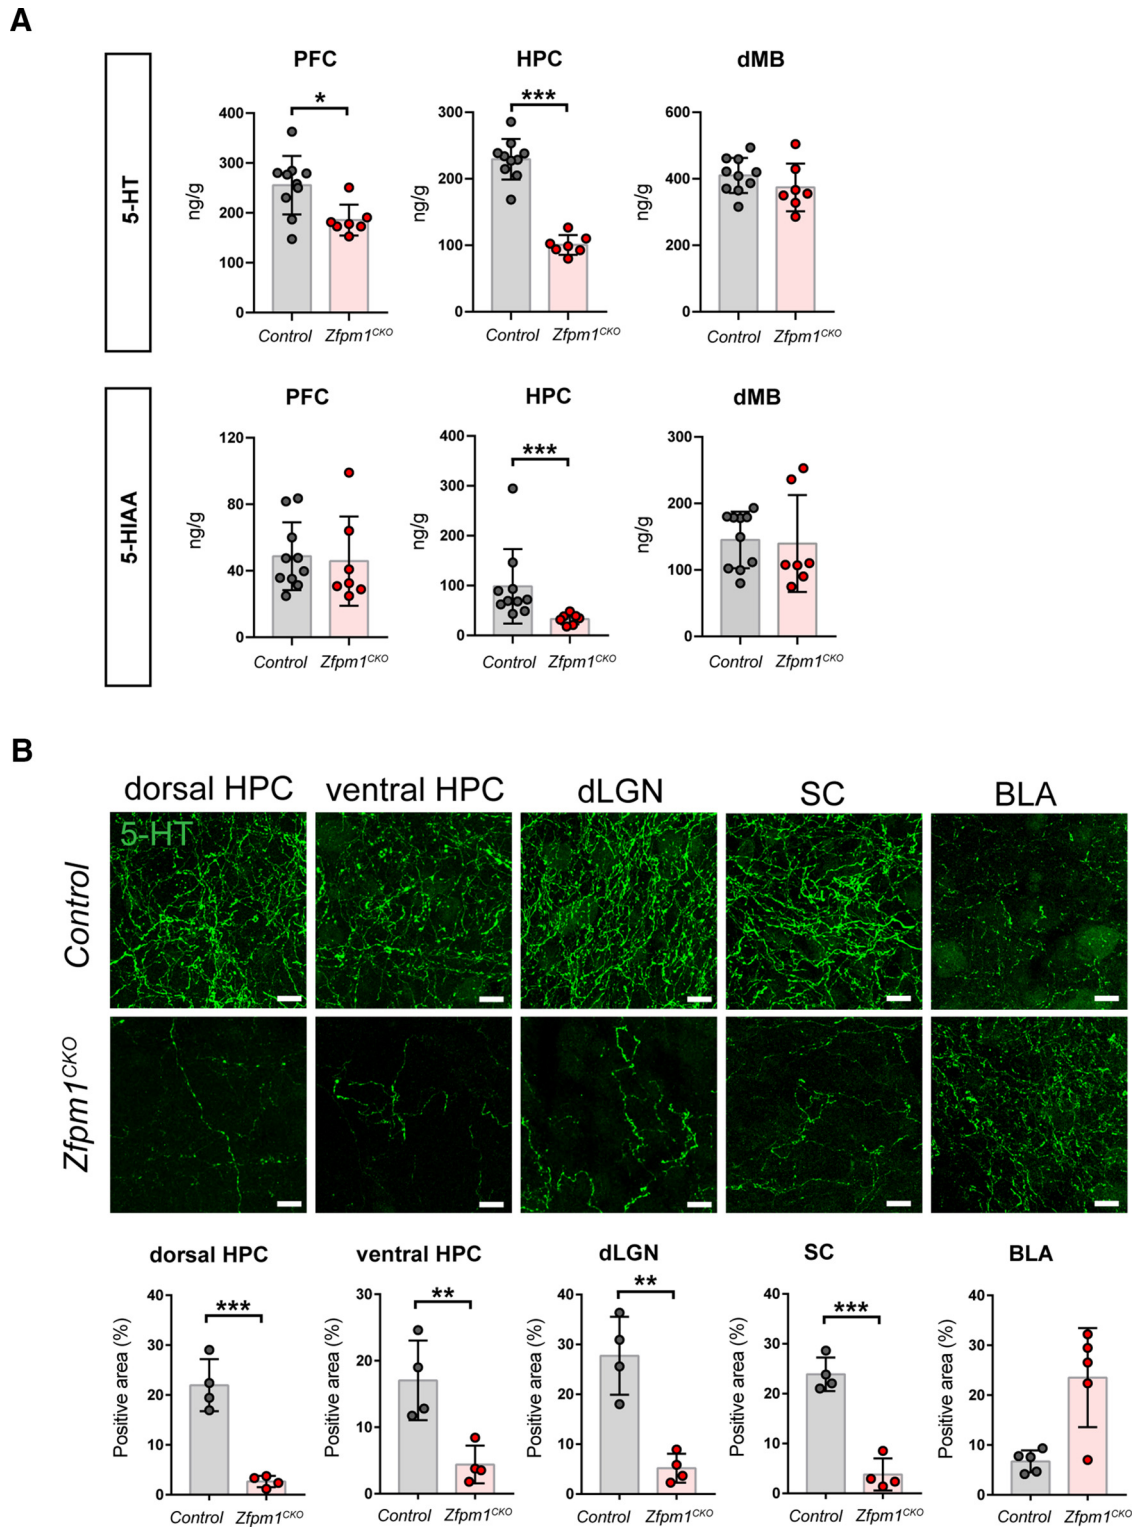 A
PFC
HPC
dMB
5-HT
*
***
ng/g
400
300
200
100
0
ng/g
300
200
100
0
ng/g
600
400
200
0
Control Zfpm1CKO
Control Zfpm1CKO
Control Zfpm1CKO
PFC
HPC
dMB
5-HIAA
***
ng/g
120
80
40
0
ng/g
400
300
200
100
0
ng/g
300
200
100
0
Control Zfpm1CKO
Control Zfpm1CKO
Control Zfpm1CKO
B
dorsal HPC
ventral HPC
dLGN
SC
BLA
5-HT
Control
Zfpm1CKO
dorsal HPC
ventral HPC
dLGN
SC
BLA
***
**
**
***
Positive area (%)
40
30
20
10
0
Positive area (%)
30
20
10
0
Positive area (%)
40
30
20
10
0
Positive area (%)
40
30
20
10
0
Positive area (%)
40
30
20
10
0
Control Zfpm1CKO
Control Zfpm1CKO
Control Zfpm1CKO
Control Zfpm1CKO
Control Zfpm1CKO